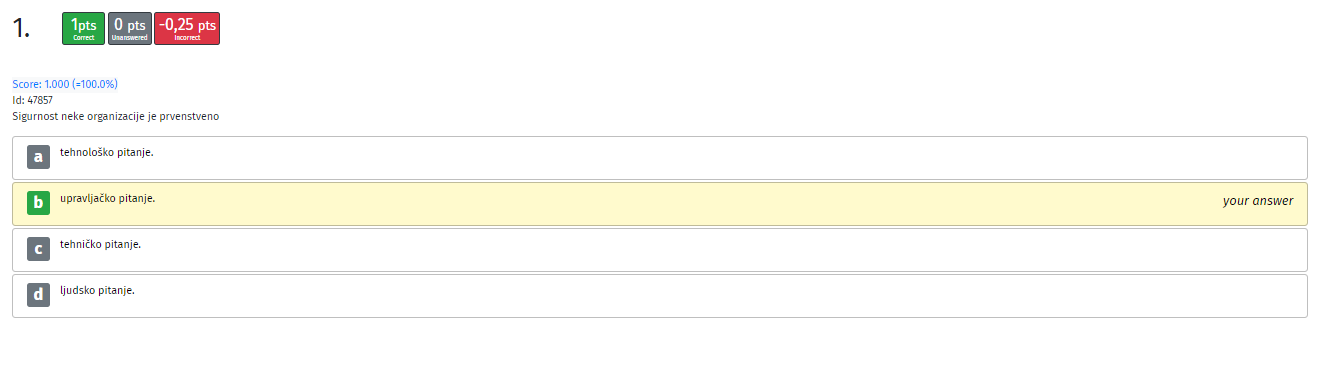 1. 1pts 0 pts -0,25 pts
Correct Unanswered Incorrect
Score: 1.000 (=100.0%)
Id: 47857
Sigurnost neke organizacije je prvenstveno
a tehnološko pitanje.
b upravljačko pitanje. your answer
c tehničko pitanje.
d ljudsko pitanje.